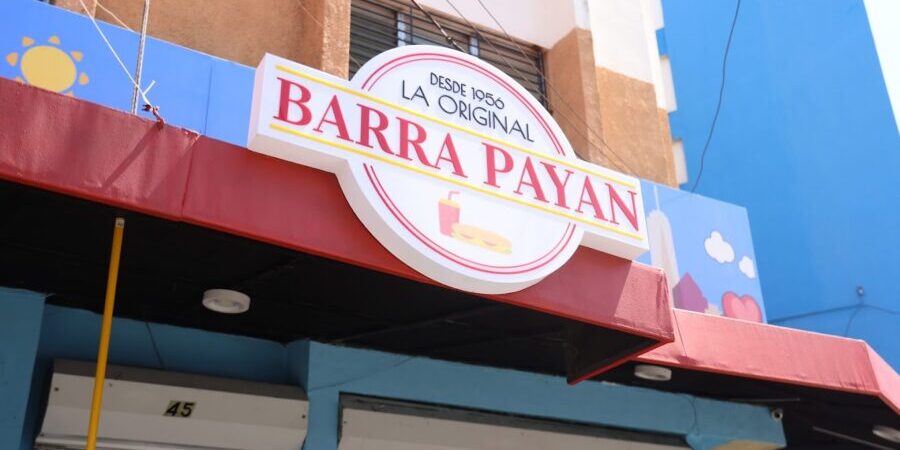 DESDE 1956
LA ORIGINAL
BARRA PAYAN
45